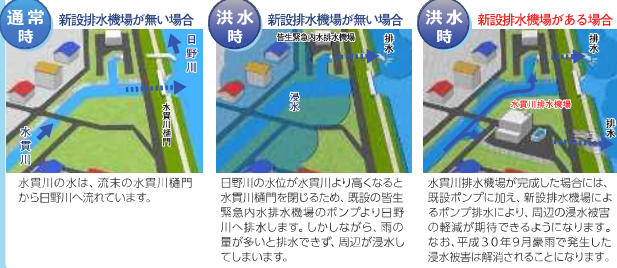 通常時
新設排水機場が無い場合
日野川
水貫川樋門
水貫川
水貫川の水は、流末の水貫川樋門
から日野川へ流れています。
洪水時
新設排水機場が無い場合
皆生緊急内水排水機場
排水
浸水
日野川の水位が水貫川より高くなると
水貫川樋門を閉じるため、既設の皆生
緊急内水排水機場のポンプより日野
川へ排水します。しかしながら、雨の
量が多いと排水できず、周辺が浸水し
てしまいます。
洪水時
新設排水機場がある場合
排水
水貫川排水機場
排水
水貫川排水機場が完成した場合には、
既設ポンプに加え、新設排水機場によ
るポンプ排水により、周辺の浸水被害
の軽減が期待できるようになります。
なお、平成30年9月豪雨で発生した
浸水被害は解消されることになります。